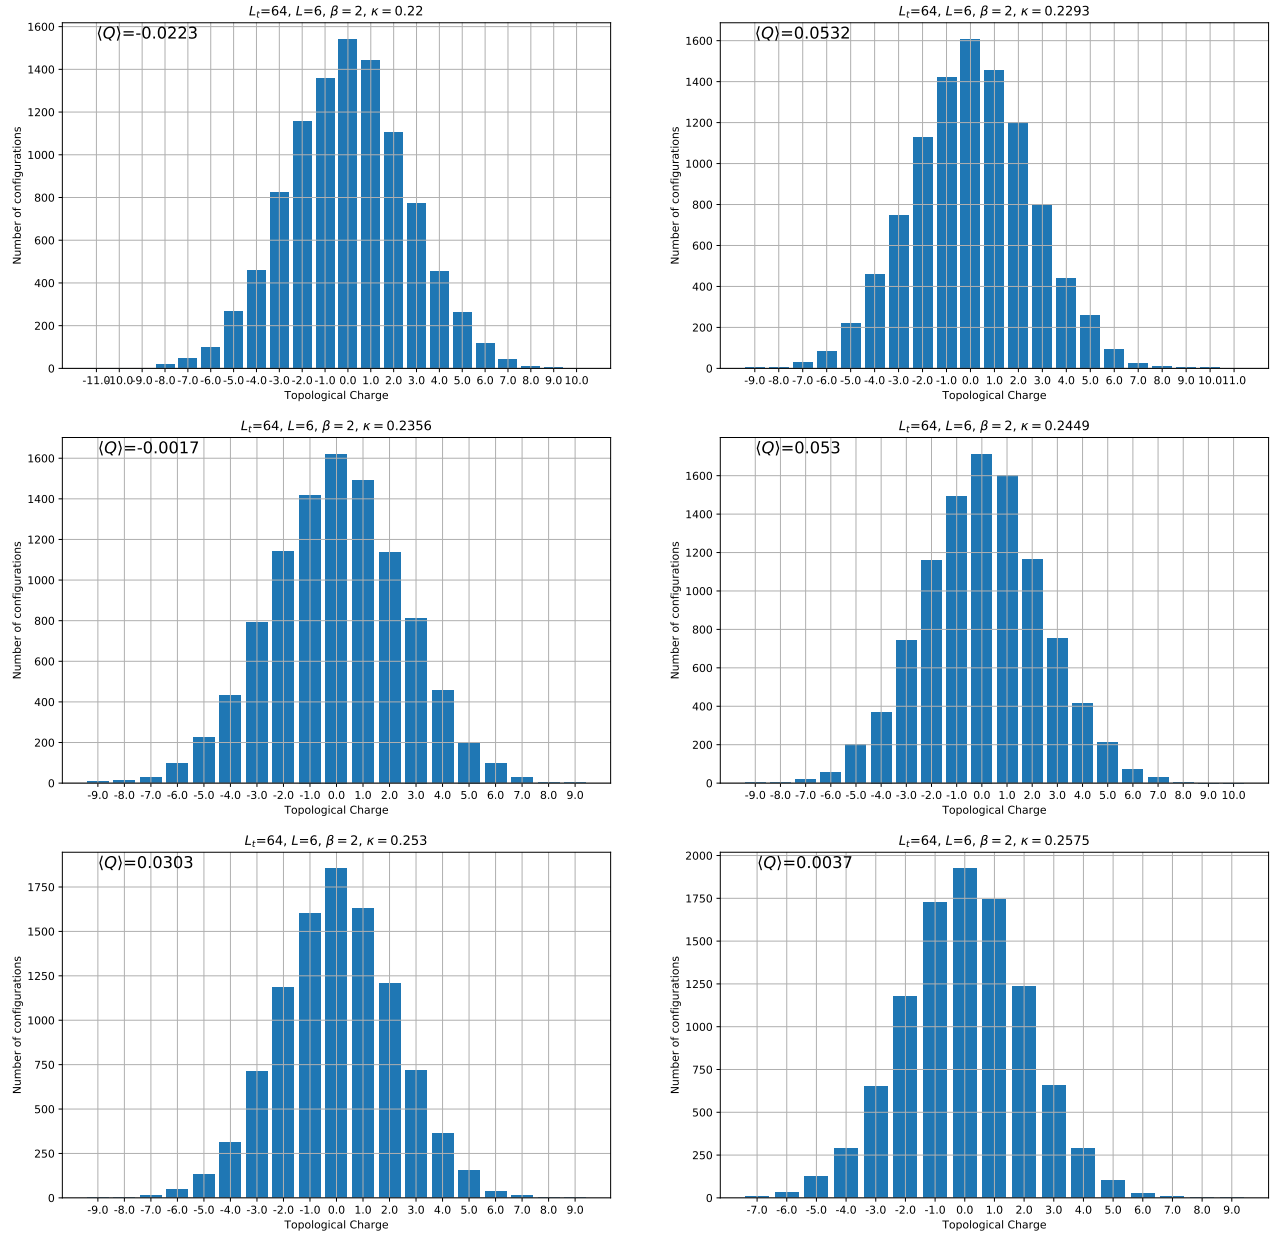 L_t=64, L=6, β = 2, κ = 0.22
⟨Q⟩=-0.0223
Number of configurations
1600
1400
1200
1000
800
600
400
200
0
-11.0 -10.0 -9.0 -8.0 -7.0 -6.0 -5.0 -4.0 -3.0 -2.0 -1.0 0.0 1.0 2.0 3.0 4.0 5.0 6.0 7.0 8.0 9.0 10.0
Topological Charge
L_t=64, L=6, β = 2, κ = 0.2293
⟨Q⟩=0.0532
Number of configurations
1600
1400
1200
1000
800
600
400
200
0
-9.0 -8.0 -7.0 -6.0 -5.0 -4.0 -3.0 -2.0 -1.0 0.0 1.0 2.0 3.0 4.0 5.0 6.0 7.0 8.0 9.0 10.0 11.0
Topological Charge
L_t=64, L=6, β = 2, κ = 0.2356
⟨Q⟩=-0.0017
Number of configurations
1600
1400
1200
1000
800
600
400
200
0
-9.0 -8.0 -7.0 -6.0 -5.0 -4.0 -3.0 -2.0 -1.0 0.0 1.0 2.0 3.0 4.0 5.0 6.0 7.0 8.0 9.0
Topological Charge
L_t=64, L=6, β = 2, κ = 0.2449
⟨Q⟩=0.053
Number of configurations
1600
1400
1200
1000
800
600
400
200
0
-9.0 -8.0 -7.0 -6.0 -5.0 -4.0 -3.0 -2.0 -1.0 0.0 1.0 2.0 3.0 4.0 5.0 6.0 7.0 8.0 9.0 10.0
Topological Charge
L_t=64, L=6, β = 2, κ = 0.253
⟨Q⟩=0.0303
Number of configurations
1750
1500
1250
1000
750
500
250
0
-9.0 -8.0 -7.0 -6.0 -5.0 -4.0 -3.0 -2.0 -1.0 0.0 1.0 2.0 3.0 4.0 5.0 6.0 7.0 8.0 9.0
Topological Charge
L_t=64, L=6, β = 2, κ = 0.2575
⟨Q⟩=0.0037
Number of configurations
2000
1750
1500
1250
1000
750
500
250
0
-7.0 -6.0 -5.0 -4.0 -3.0 -2.0 -1.0 0.0 1.0 2.0 3.0 4.0 5.0 6.0 7.0 8.0 9.0
Topological Charge